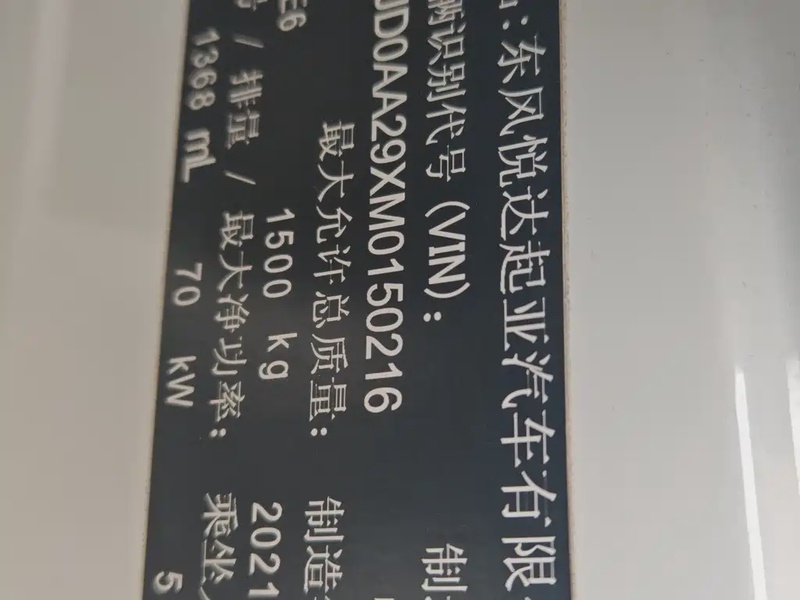 :东风悦达起亚汽车有限
辆识别代号(VIN): 制
JD0AA29XM0150216
最大允许总质量: 制造
E6 1500 kg 2021
/ 排量 / 最大净功率: 乘坐
1368 mL 70 kW 5